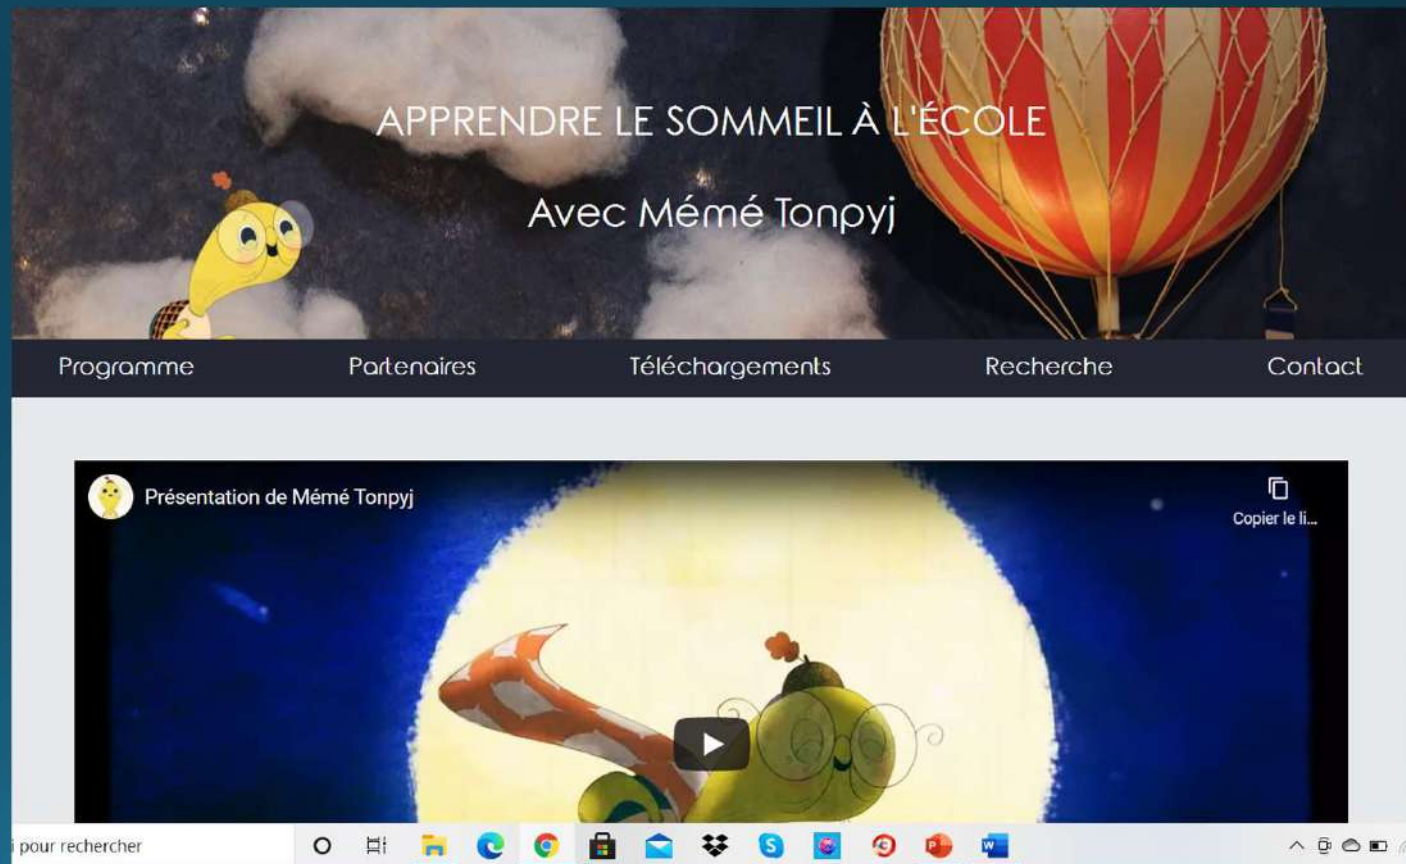 APPRENDRE LE SOMMEIL À L'ÉCOLE
Avec Mémé Tonpyj
Programme Partenaires Téléchargements Recherche Contact
Présentation de Mémé Tonpyj
Copier le li...
pour rechercher